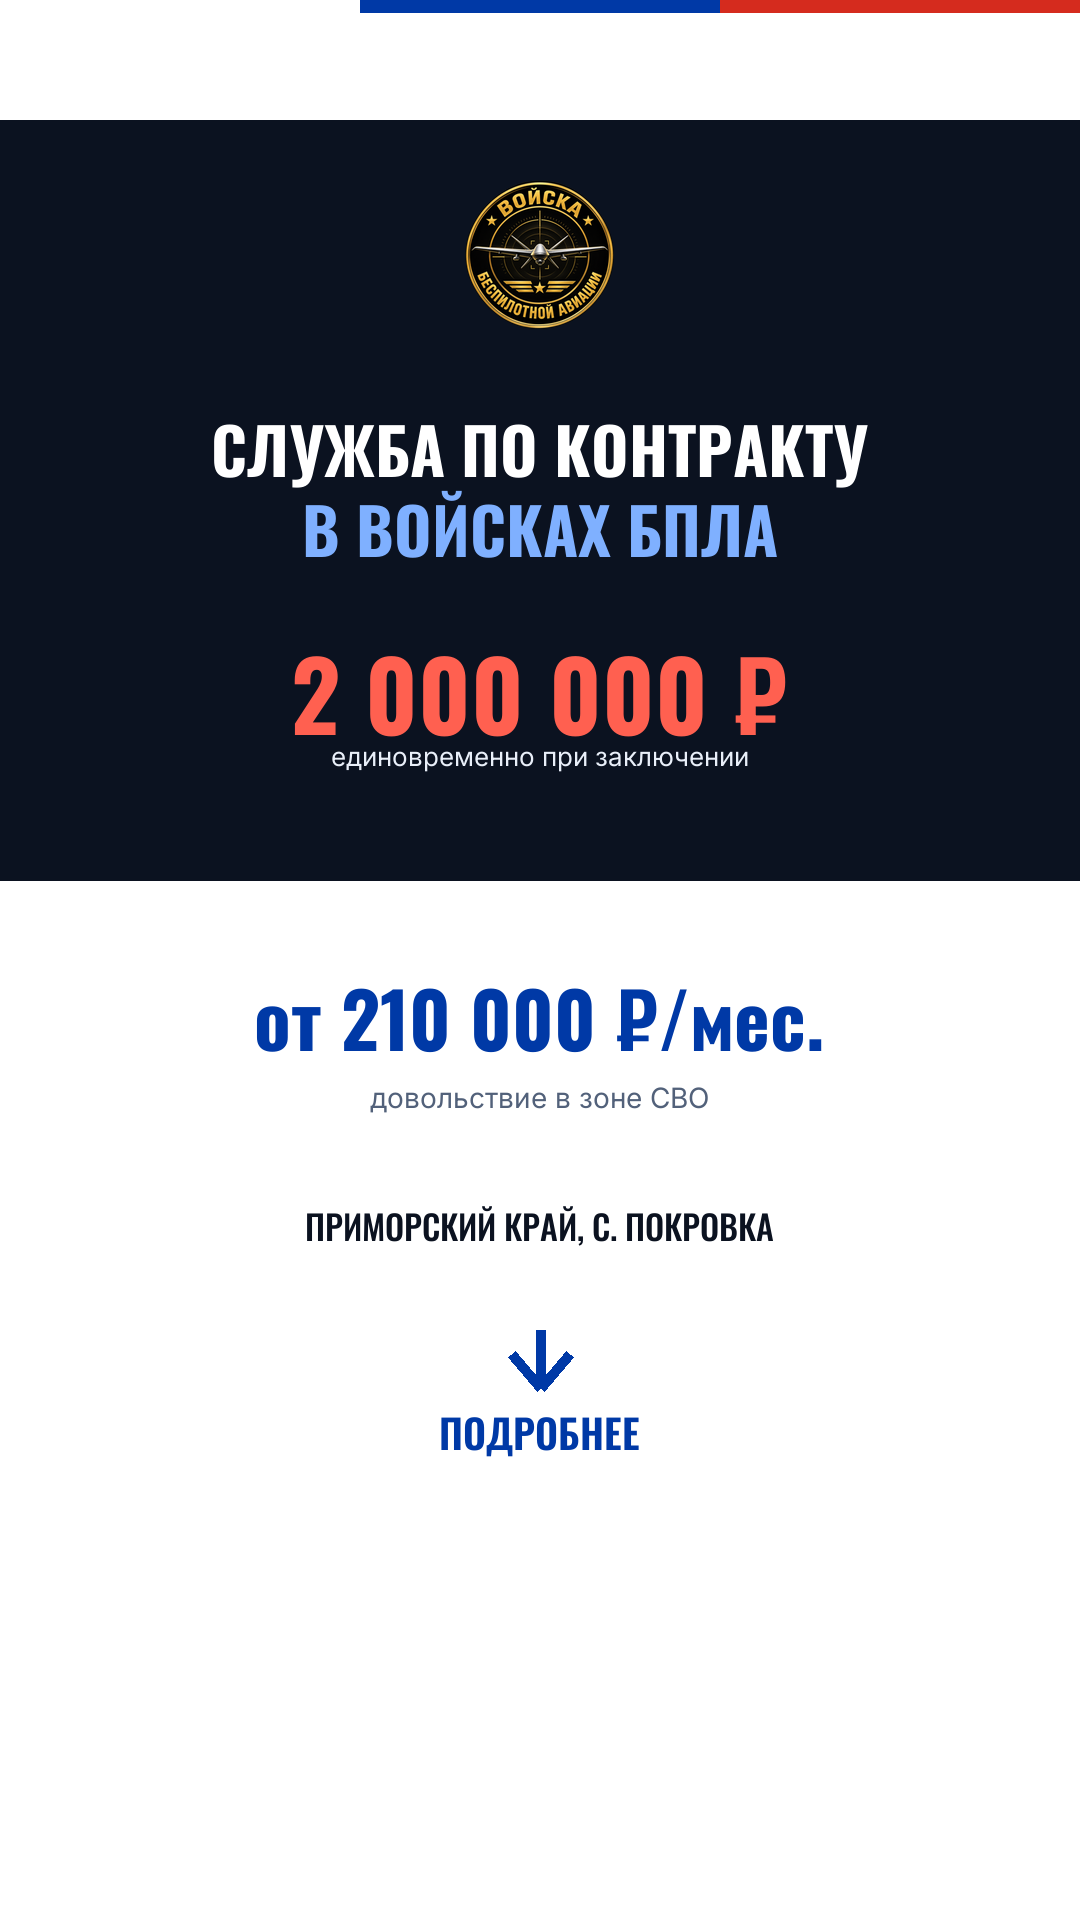 ВОЙСКА
БЕСПИЛОТНОЙ АВИАЦИИ
СЛУЖБА ПО КОНТРАКТУ
В ВОЙСКАХ БПЛА
2 000 000 ₽
единовременно при заключении
от 210 000 ₽/мес.
довольствие в зоне СВО
ПРИМОРСКИЙ КРАЙ, С. ПОКРОВКА
ПОДРОБНЕЕ